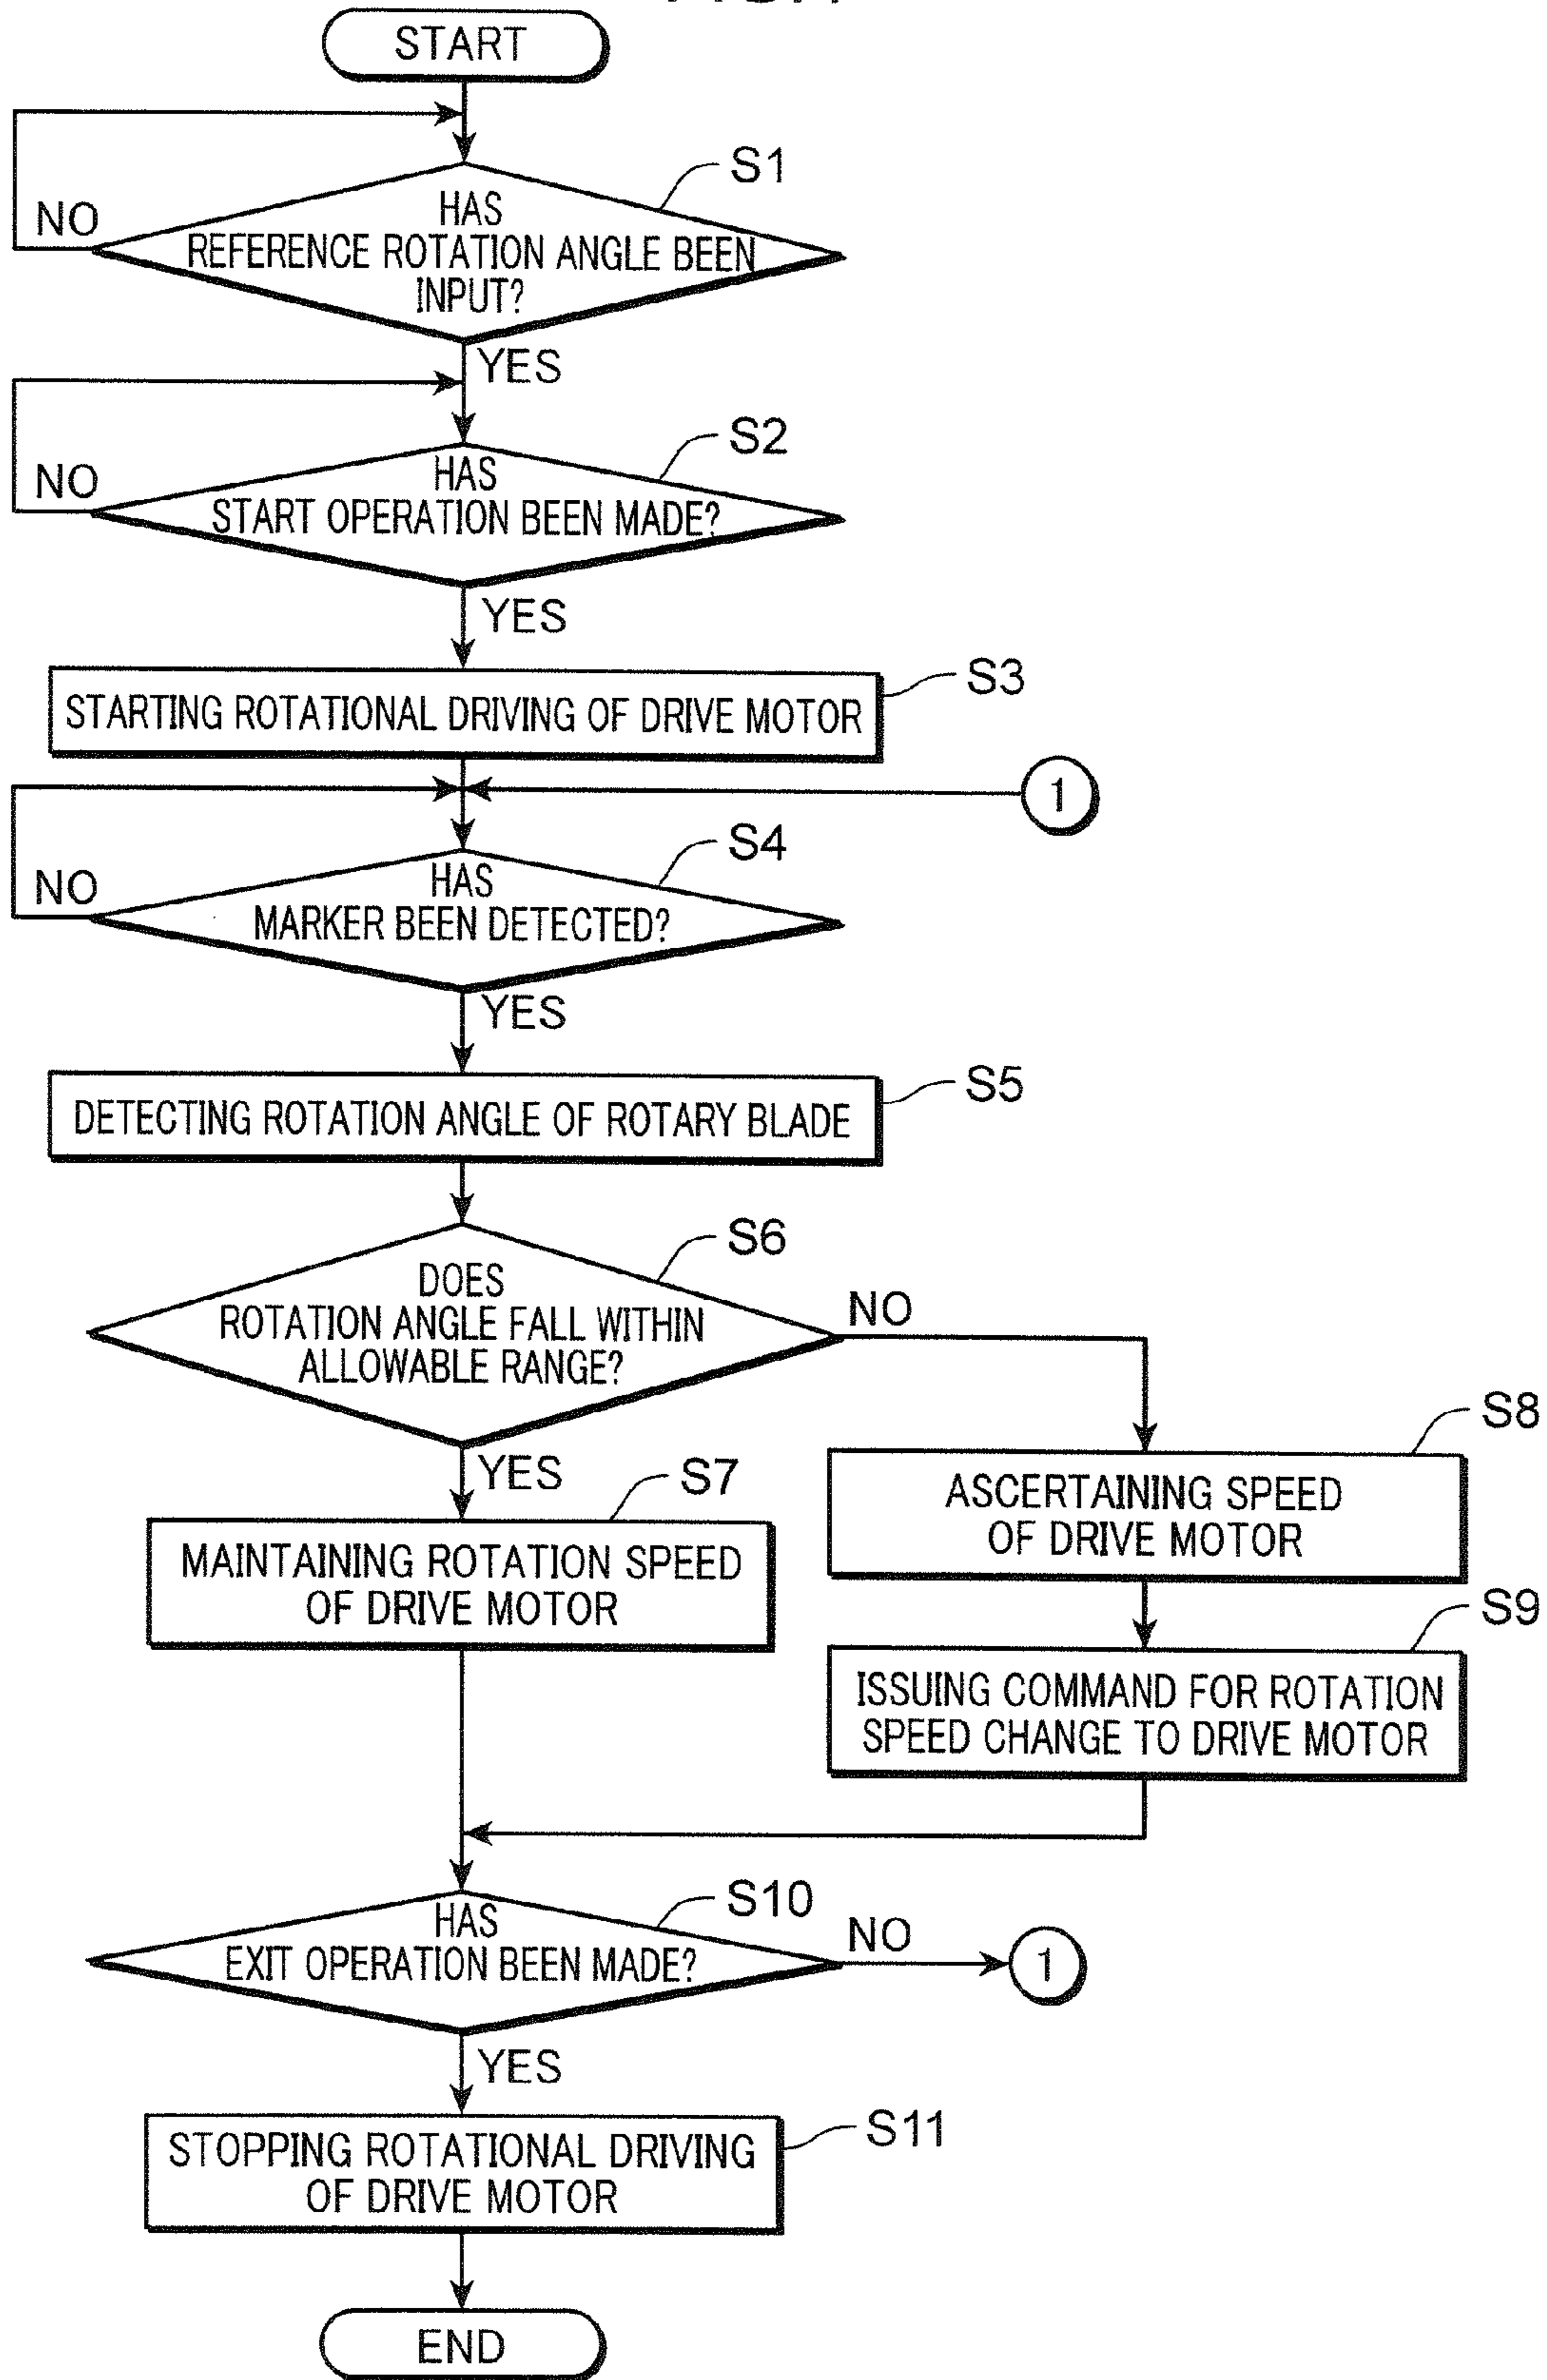 START
S1
NO
HAS
REFERENCE ROTATION ANGLE BEEN
INPUT?
YES
S2
NO
HAS
START OPERATION BEEN MADE?
YES
S3
STARTING ROTATIONAL DRIVING OF DRIVE MOTOR
1
S4
NO
HAS
MARKER BEEN DETECTED?
YES
S5
DETECTING ROTATION ANGLE OF ROTARY BLADE
S6
DOES
ROTATION ANGLE FALL WITHIN
ALLOWABLE RANGE?
NO
YES
S7
MAINTAINING ROTATION SPEED
OF DRIVE MOTOR
S8
ASCERTAINING SPEED
OF DRIVE MOTOR
S9
ISSUING COMMAND FOR ROTATION
SPEED CHANGE TO DRIVE MOTOR
S10
HAS
EXIT OPERATION BEEN MADE?
NO
1
YES
S11
STOPPING ROTATIONAL DRIVING
OF DRIVE MOTOR
END